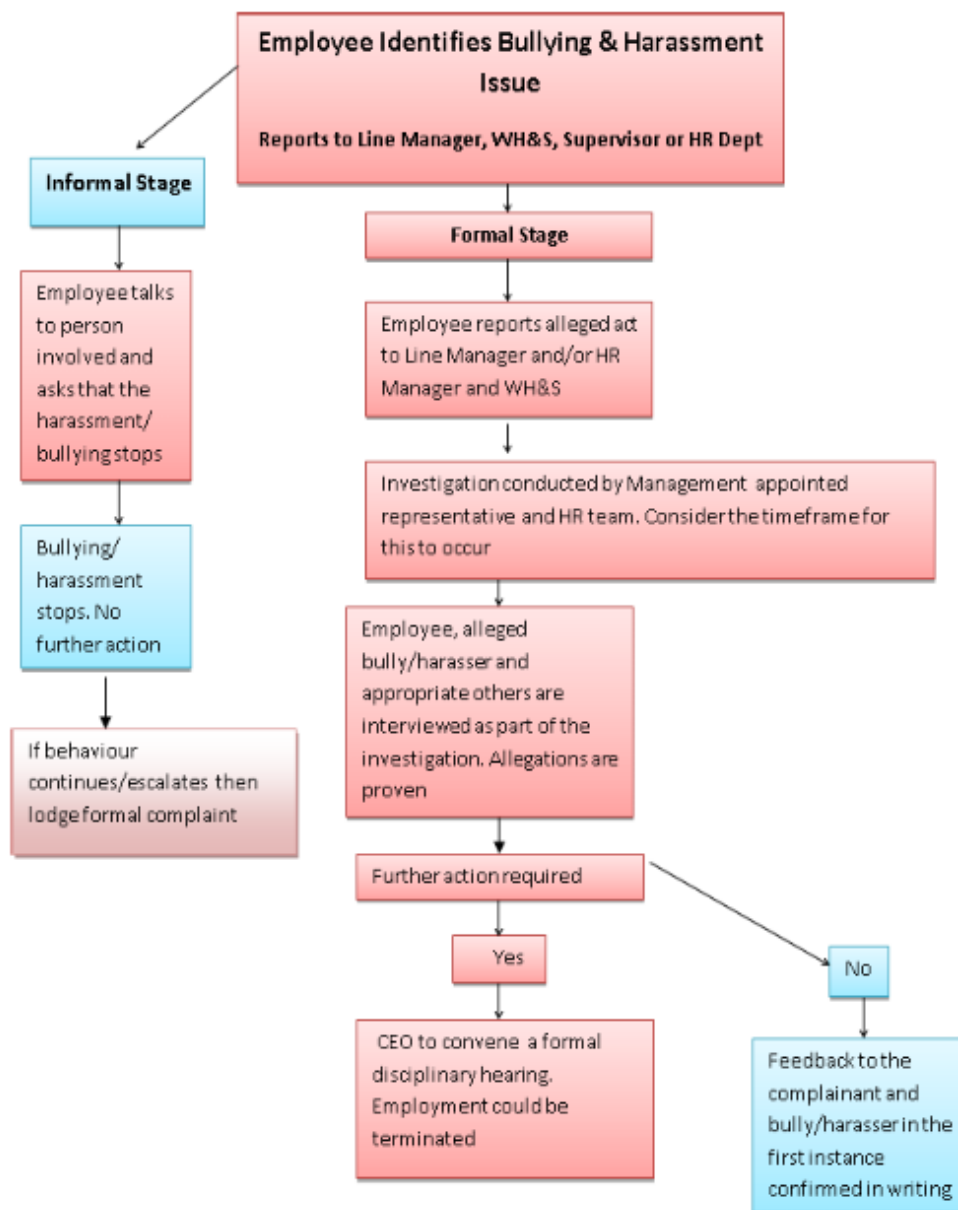 Employee Identifies Bullying & Harassment
Issue
Reports to Line Manager, WH&S, Supervisor or HR Dept
Informal Stage
Employee talks
to person
involved and
asks that the
harassment/
bullying stops
Bullying/
harassment
stops. No
further action
If behaviour
continues/escalates then
lodge formal complaint
Formal Stage
Employee reports alleged act
to Line Manager and/or HR
Manager and WH&S
Investigation conducted by Management appointed
representative and HR team. Consider the timeframe for
this to occur
Employee, alleged
bully/harasser and
appropriate others are
interviewed as part of the
investigation. Allegations are
proven
Further action required
Yes
CEO to convene a formal
disciplinary hearing.
Employment could be
terminated
No
Feedback to the
complainant and
bully/harasser in the
first instance
confirmed in writing